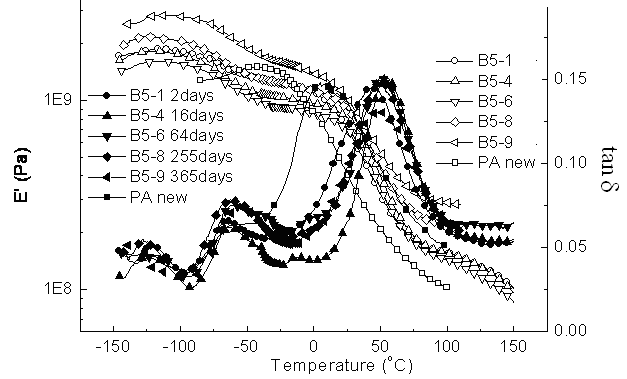 E' (Pa)
1E9
1E8
B5-1 2days
B5-4 16days
B5-6 64days
B5-8 255days
B5-9 365days
PA new
B5-1
B5-4
B5-6
B5-8
B5-9
PA new
0.15
0.10
0.05
0.00
tan δ
-150 -100 -50 0 50 100 150
Temperature (°C)